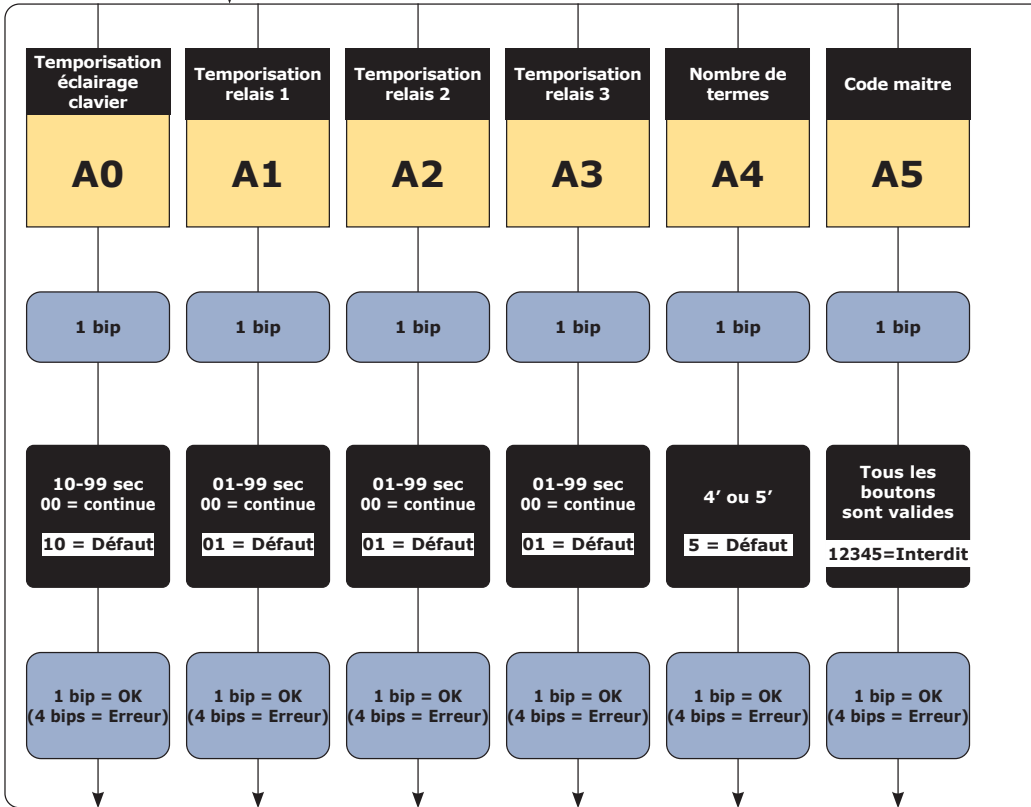 Temporisation
éclairage
clavier
A0
1 bip
10-99 sec
00 = continue
10 = Défaut
1 bip = OK
(4 bips = Erreur)
Temporisation
relais 1
A1
1 bip
01-99 sec
00 = continue
01 = Défaut
1 bip = OK
(4 bips = Erreur)
Temporisation
relais 2
A2
1 bip
01-99 sec
00 = continue
01 = Défaut
1 bip = OK
(4 bips = Erreur)
Temporisation
relais 3
A3
1 bip
01-99 sec
00 = continue
01 = Défaut
1 bip = OK
(4 bips = Erreur)
Nombre de
termes
A4
1 bip
4’ ou 5’
5 = Défaut
1 bip = OK
(4 bips = Erreur)
Code maitre
A5
1 bip
Tous les
boutons
sont valides
12345=Interdit
1 bip = OK
(4 bips = Erreur)